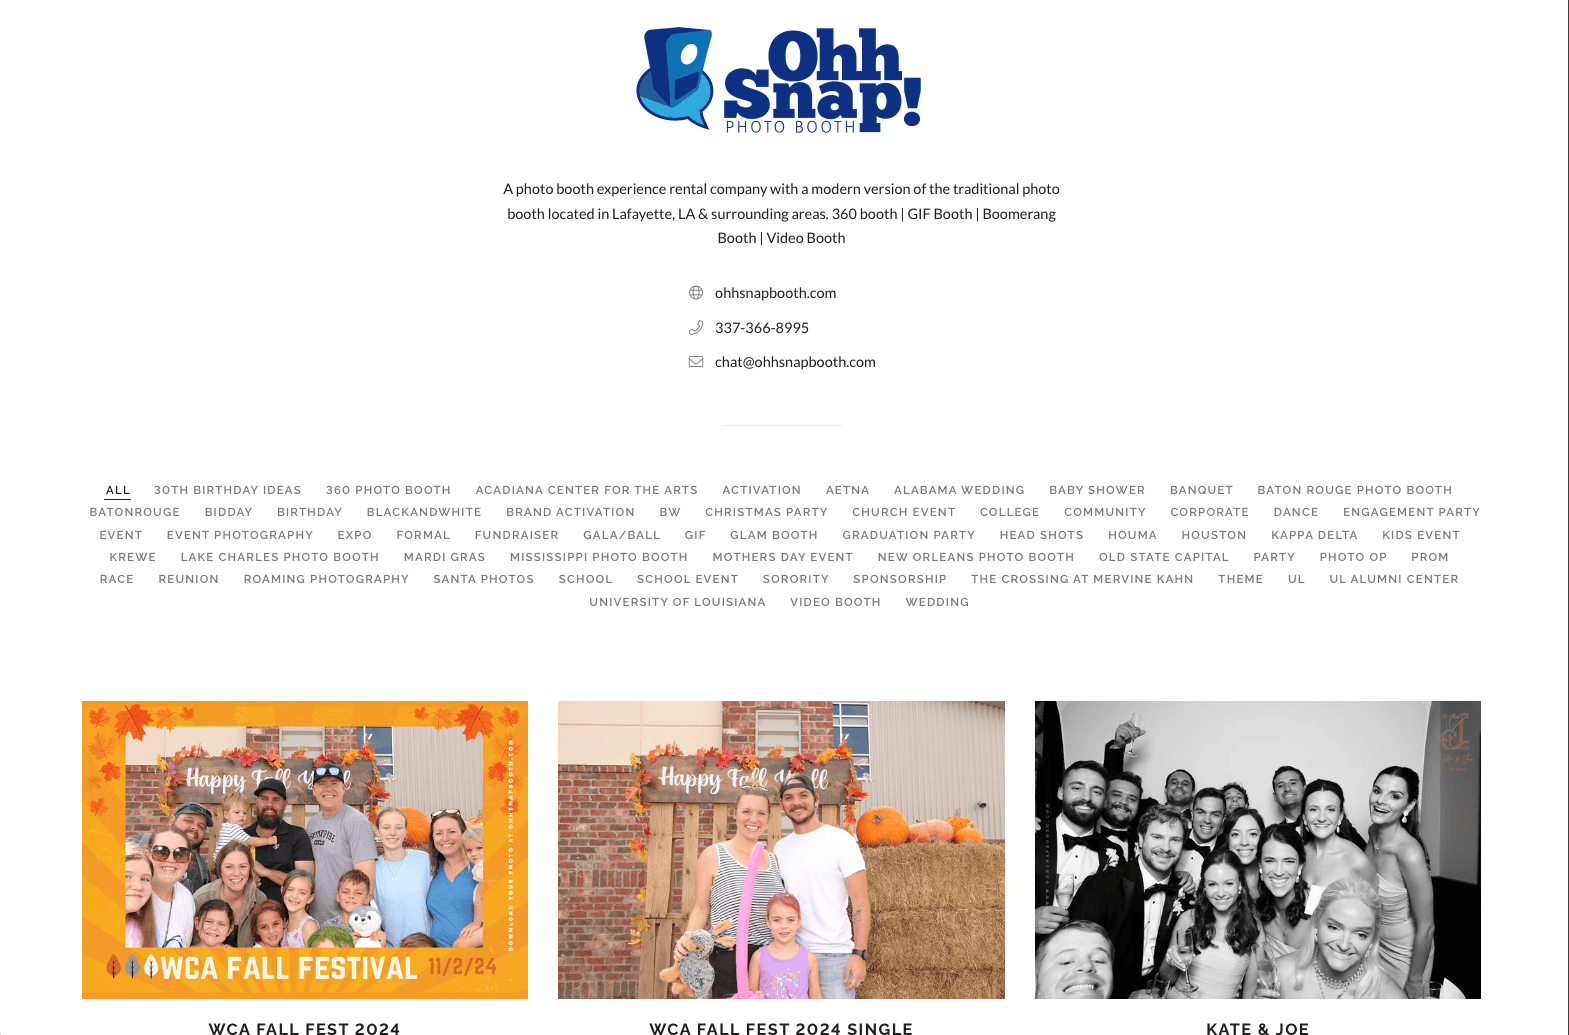 Ohh
Snap!
PHOTO BOOTH
A photo booth experience rental company with a modern version of the traditional photo
booth located in Lafayette, LA & surrounding areas. 360 booth | GIF Booth | Boomerang
Booth | Video Booth
ohhsnapbooth.com
337-366-8995
chat@ohhsnapbooth.com
ALL 30TH BIRTHDAY IDEAS 360 PHOTO BOOTH ACADIANA CENTER FOR THE ARTS ACTIVATION AETNA ALABAMA WEDDING BABY SHOWER BANQUET BATON ROUGE PHOTO BOOTH
BATONROUGE BIDDAY BIRTHDAY BLACKANDWHITE BRAND ACTIVATION BW CHRISTMAS PARTY CHURCH EVENT COLLEGE COMMUNITY CORPORATE DANCE ENGAGEMENT PARTY
EVENT EVENT PHOTOGRAPHY EXPO FORMAL FUNDRAISER GALA/BALL GIF GLAM BOOTH GRADUATION PARTY HEAD SHOTS HOUMA HOUSTON KAPPA DELTA KIDS EVENT
KREWE LAKE CHARLES PHOTO BOOTH MARDI GRAS MISSISSIPPI PHOTO BOOTH MOTHERS DAY EVENT NEW ORLEANS PHOTO BOOTH OLD STATE CAPITAL PARTY PHOTO OP PROM
RACE REUNION ROAMING PHOTOGRAPHY SANTA PHOTOS SCHOOL SCHOOL EVENT SORORITY SPONSORSHIP THE CROSSING AT MERVINE KAHN THEME UL UL ALUMNI CENTER
UNIVERSITY OF LOUISIANA VIDEO BOOTH WEDDING
Happy Fall
DOWNLOAD YOUR PHOTO AT OHHSNAPBOOTH.COM
WCA FALL FESTIVAL 11/2/24
Happy Fall Y'all
WWW.OHHSNAPBOOTH.COM
WCA FALL FEST 2024
WCA FALL FEST 2024 SINGLE
KATE & JOE